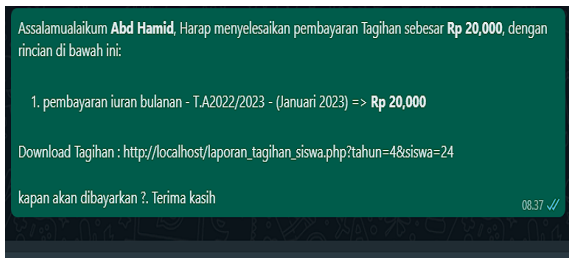 Assalamualaikum Abd Hamid, Harap menyelesaikan pembayaran Tagihan sebesar Rp 20,000, dengan
rincian di bawah ini:
1. pembayaran iuran bulanan - T.A2022/2023 - (Januari 2023) => Rp 20,000
Download Tagihan : http://localhost/laporan_tagihan_siswa.php?tahun=4&siswa=24
kapan akan dibayarkan ?. Terima kasih
08.37